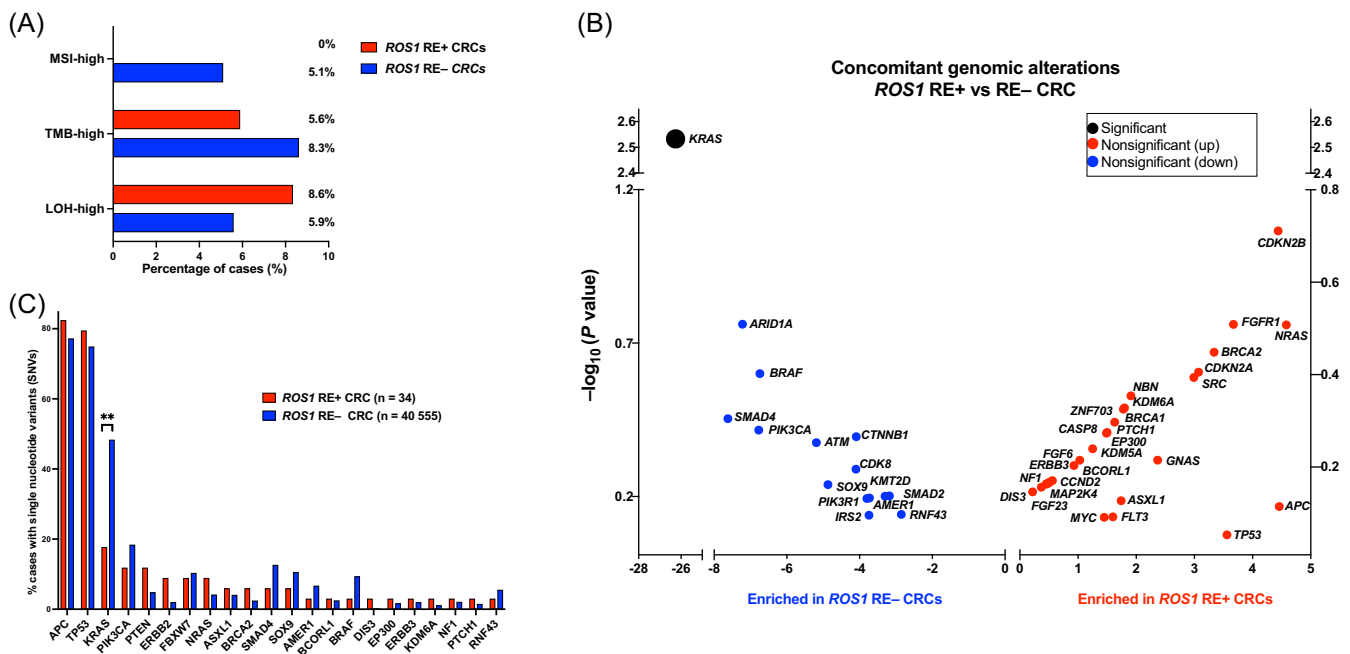 (A)
MSI-high
TMB-high
LOH-high
0%
5.1%
5.6%
8.3%
8.6%
5.9%
0 2 4 6 8 10
Percentage of cases (%)
ROS1 RE+ CRCs
ROS1 RE– CRCs
(B)
Concomitant genomic alterations
ROS1 RE+ vs RE– CRC
–log10 (P value)
2.6
2.5
2.4
1.2
0.7
0.2
KRAS
Significant
Nonsignificant (up)
Nonsignificant (down)
2.6
2.5
2.4
0.8
0.6
0.4
0.2
ARID1A
BRAF
SMAD4
PIK3CA
ATM
CTNNB1
CDK8
SOX9
KMT2D
PIK3R1
SMAD2
AMER1
IRS2
RNF43
CDKN2B
FGFR1
NRAS
BRCA2
CDKN2A
SRC
NBN
KDM6A
ZNF703
BRCA1
CASP8
PTCH1
EP300
KDM5A
FGF6
GNAS
ERBB3
BCORL1
NF1
CCND2
DIS3
MAP2K4
ASXL1
FGF23
APC
MYC
FLT3
TP53
-26 -8 -6 -4 -2 0
0 1 2 3 4 5
Enriched in ROS1 RE– CRCs
Enriched in ROS1 RE+ CRCs
(C)
% cases with single nucleotide variants (SNVs)
80
60
40
20
0
**
ROS1 RE+ CRC (n = 34)
ROS1 RE– CRC (n = 40 555)
APC
TP53
KRAS
PIK3CA
PTEN
ERBB2
FBXW7
NRAS
ASXL1
BRCA2
SMAD4
SOX9
AMER1
BCORL1
BRAF
DIS3
EP300
ERBB3
KDM6A
NF1
PTCH1
RNF43